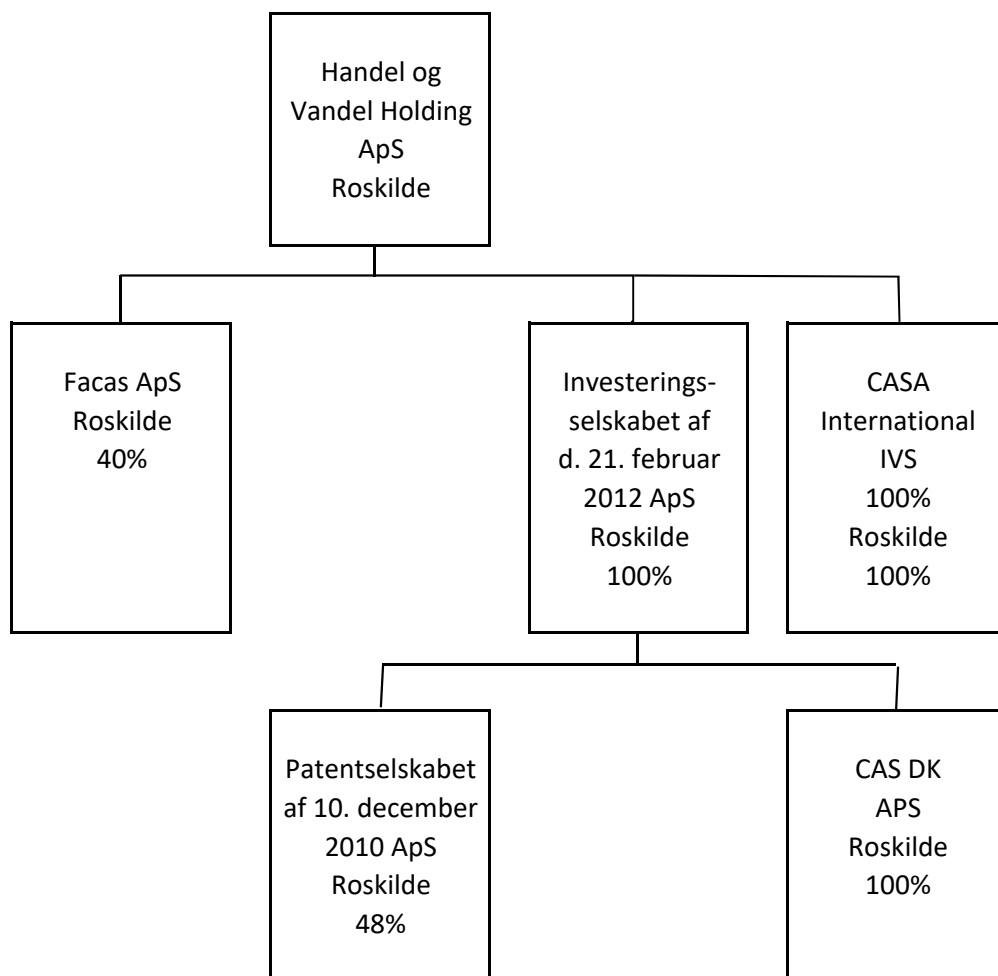 Handel og
Vandel Holding
ApS
Roskilde
Facas ApS
Roskilde
40%
Investerings-
selskabet af
d. 21. februar
2012 ApS
Roskilde
100%
CASA
International
IVS
100%
Roskilde
100%
Patentselskabet
af 10. december
2010 ApS
Roskilde
48%
CAS DK
APS
Roskilde
100%